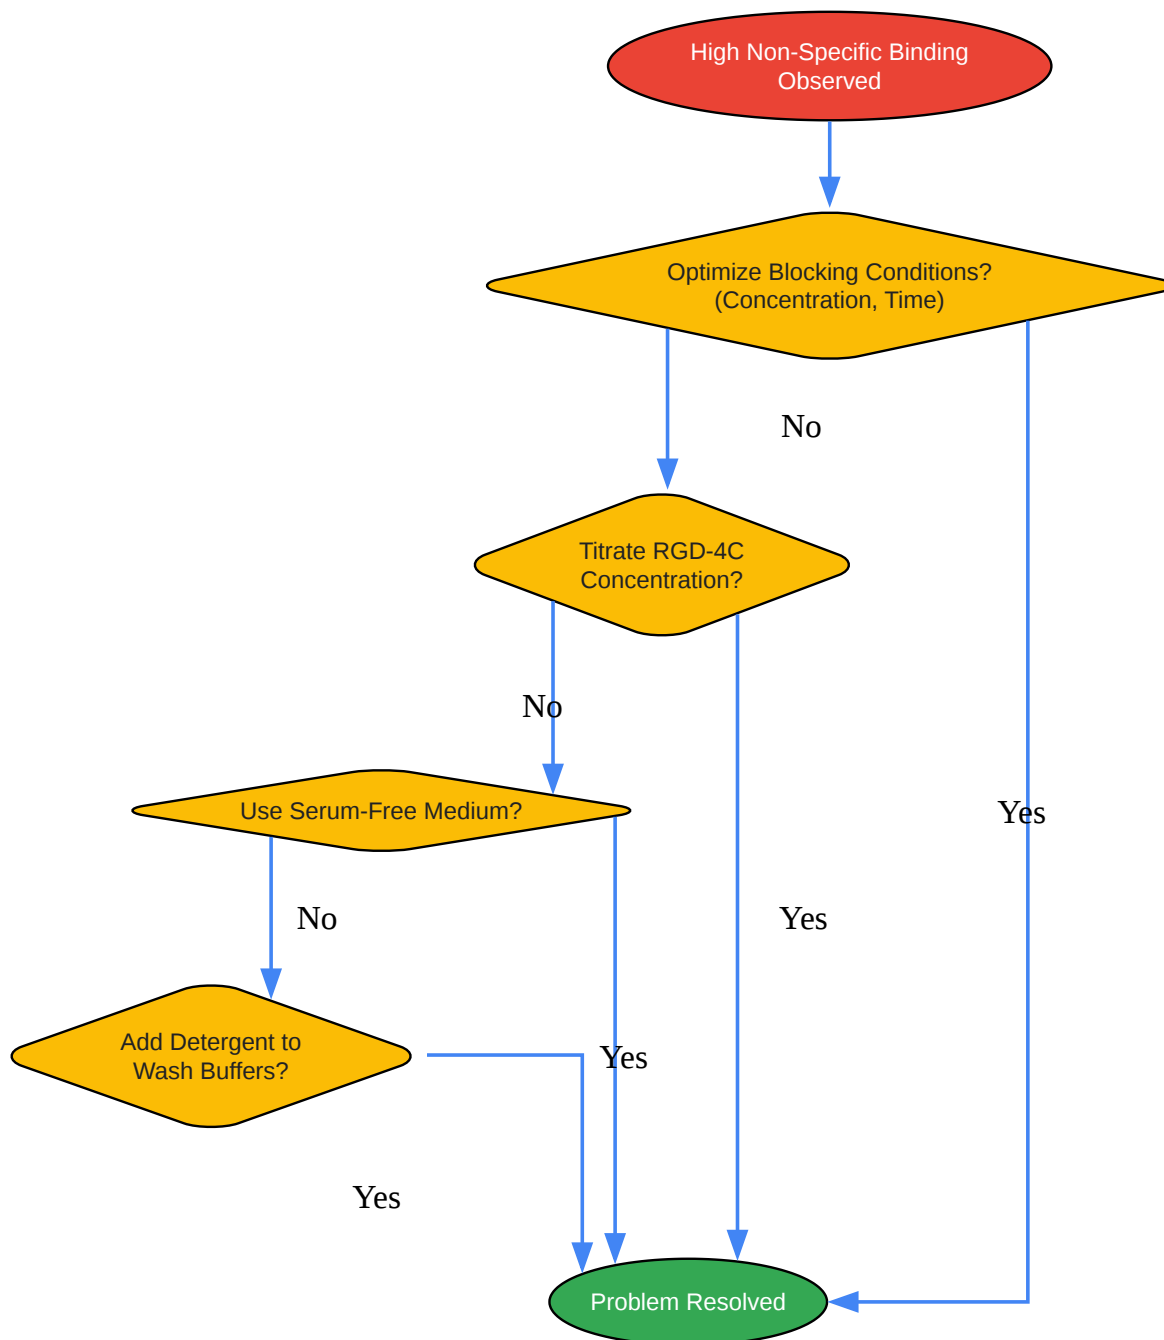 High Non-Specific Binding
Observed
Optimize Blocking Conditions?
(Concentration, Time)
No
Titrate RGD-4C
Concentration?
No
Use Serum-Free Medium?
Yes
No
Yes
Add Detergent to
Wash Buffers?
Yes
Yes
Problem Resolved